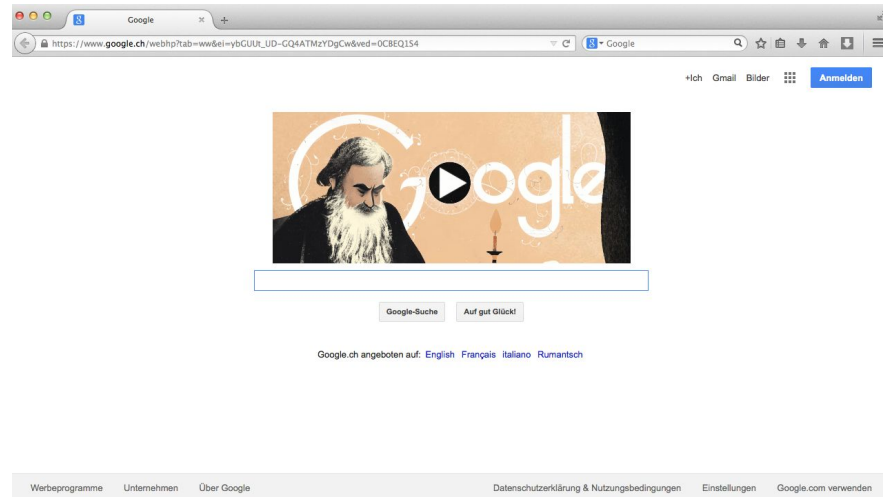 Google
https://www.google.ch/webhp?tab=ww&ei=ybGUUt_UD-GQ4ATMzYDgCw&ved=0CBEQ1S4
Google
+Ich Gmail Bilder Anmelden
Google
Google-Suche Auf gut Glück!
Google.ch angeboten auf: English Français italiano Rumantsch
Werbeprogramme Unternehmen Über Google Datenschutzerklärung & Nutzungsbedingungen Einstellungen Google.com verwenden